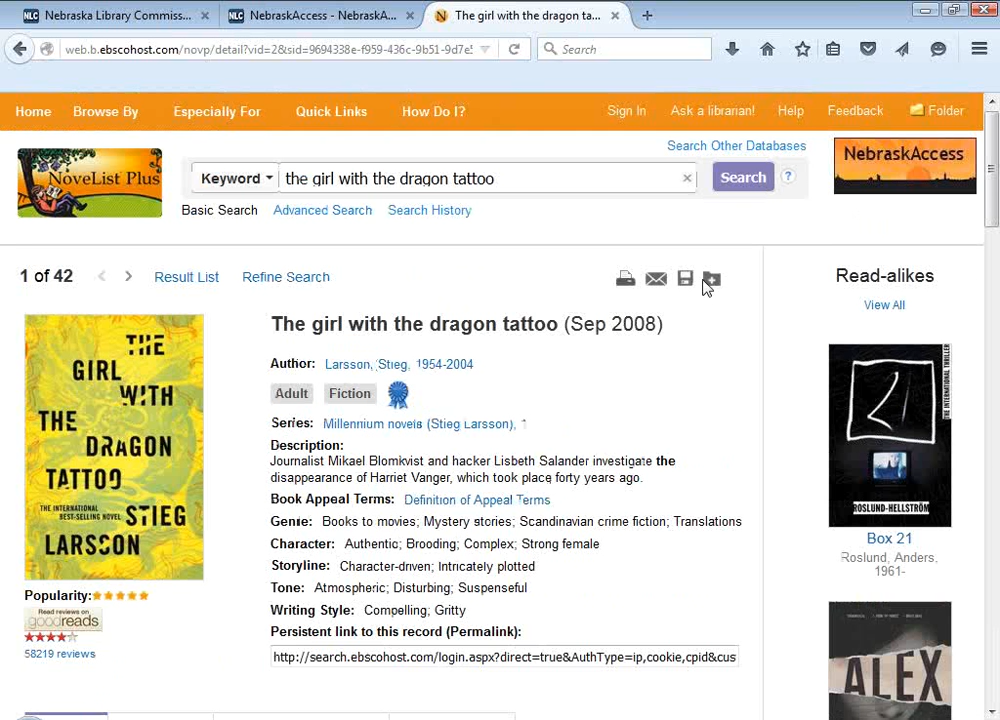 Nebraska Library Commiss...
NebraskAccess - NebraskA...
The girl with the dragon ta...
web.b.ebscohost.com/novp/detail?vid=2&sid=9694338e-f959-436c-9b51-9d7e
Search
Home
Browse By
Especially For
Quick Links
How Do I?
Sign In
Ask a librarian!
Help
Feedback
Folder
Search Other Databases
NoveList Plus
Keyword
the girl with the dragon tattoo
Search
NebraskAccess
Basic Search
Advanced Search
Search History
1 of 42
Result List
Refine Search
Read-alikes
View All
THE
GIRL
WITH
THE
DRAGON
TATTOO
THE INTERNATIONAL
BEST-SELLING NOVEL
STIEG
LARSSON
The girl with the dragon tattoo (Sep 2008)
Author: Larsson, Stieg, 1954-2004
Adult
Fiction
Series: Millennium novels (Stieg Larsson), 1
Description:
Journalist Mikael Blomkvist and hacker Lisbeth Salander investigate the
disappearance of Harriet Vanger, which took place forty years ago.
Book Appeal Terms: Definition of Appeal Terms
Genre: Books to movies; Mystery stories; Scandinavian crime fiction; Translations
Character: Authentic; Brooding; Complex; Strong female
Storyline: Character-driven; Intricately plotted
Tone: Atmospheric; Disturbing; Suspenseful
Writing Style: Compelling; Gritty
Persistent link to this record (Permalink):
http://search.ebscohost.com/login.aspx?direct=true&AuthType=ip,cookie,cpid&cus
Popularity:
Read reviews on
goodreads
58219 reviews
THE INTERNATIONAL THRILLER
21
ROSLUND-HELLSTRÖM
Box 21
Roslund, Anders,
1961-
ALEX